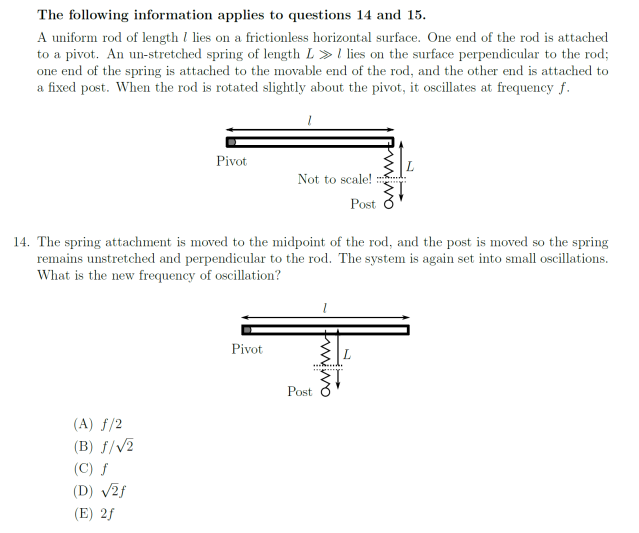 The following information applies to questions 14 and 15.
A uniform rod of length l lies on a frictionless horizontal surface. One end of the rod is attached
to a pivot. An un-stretched spring of length L ≫ l lies on the surface perpendicular to the rod;
one end of the spring is attached to the movable end of the rod, and the other end is attached to
a fixed post. When the rod is rotated slightly about the pivot, it oscillates at frequency f.
l
Pivot
L
Not to scale!
Post
14. The spring attachment is moved to the midpoint of the rod, and the post is moved so the spring
remains unstretched and perpendicular to the rod. The system is again set into small oscillations.
What is the new frequency of oscillation?
l
Pivot
L
Post
(A) f/2
(B) f/√2
(C) f
(D) √2f
(E) 2f